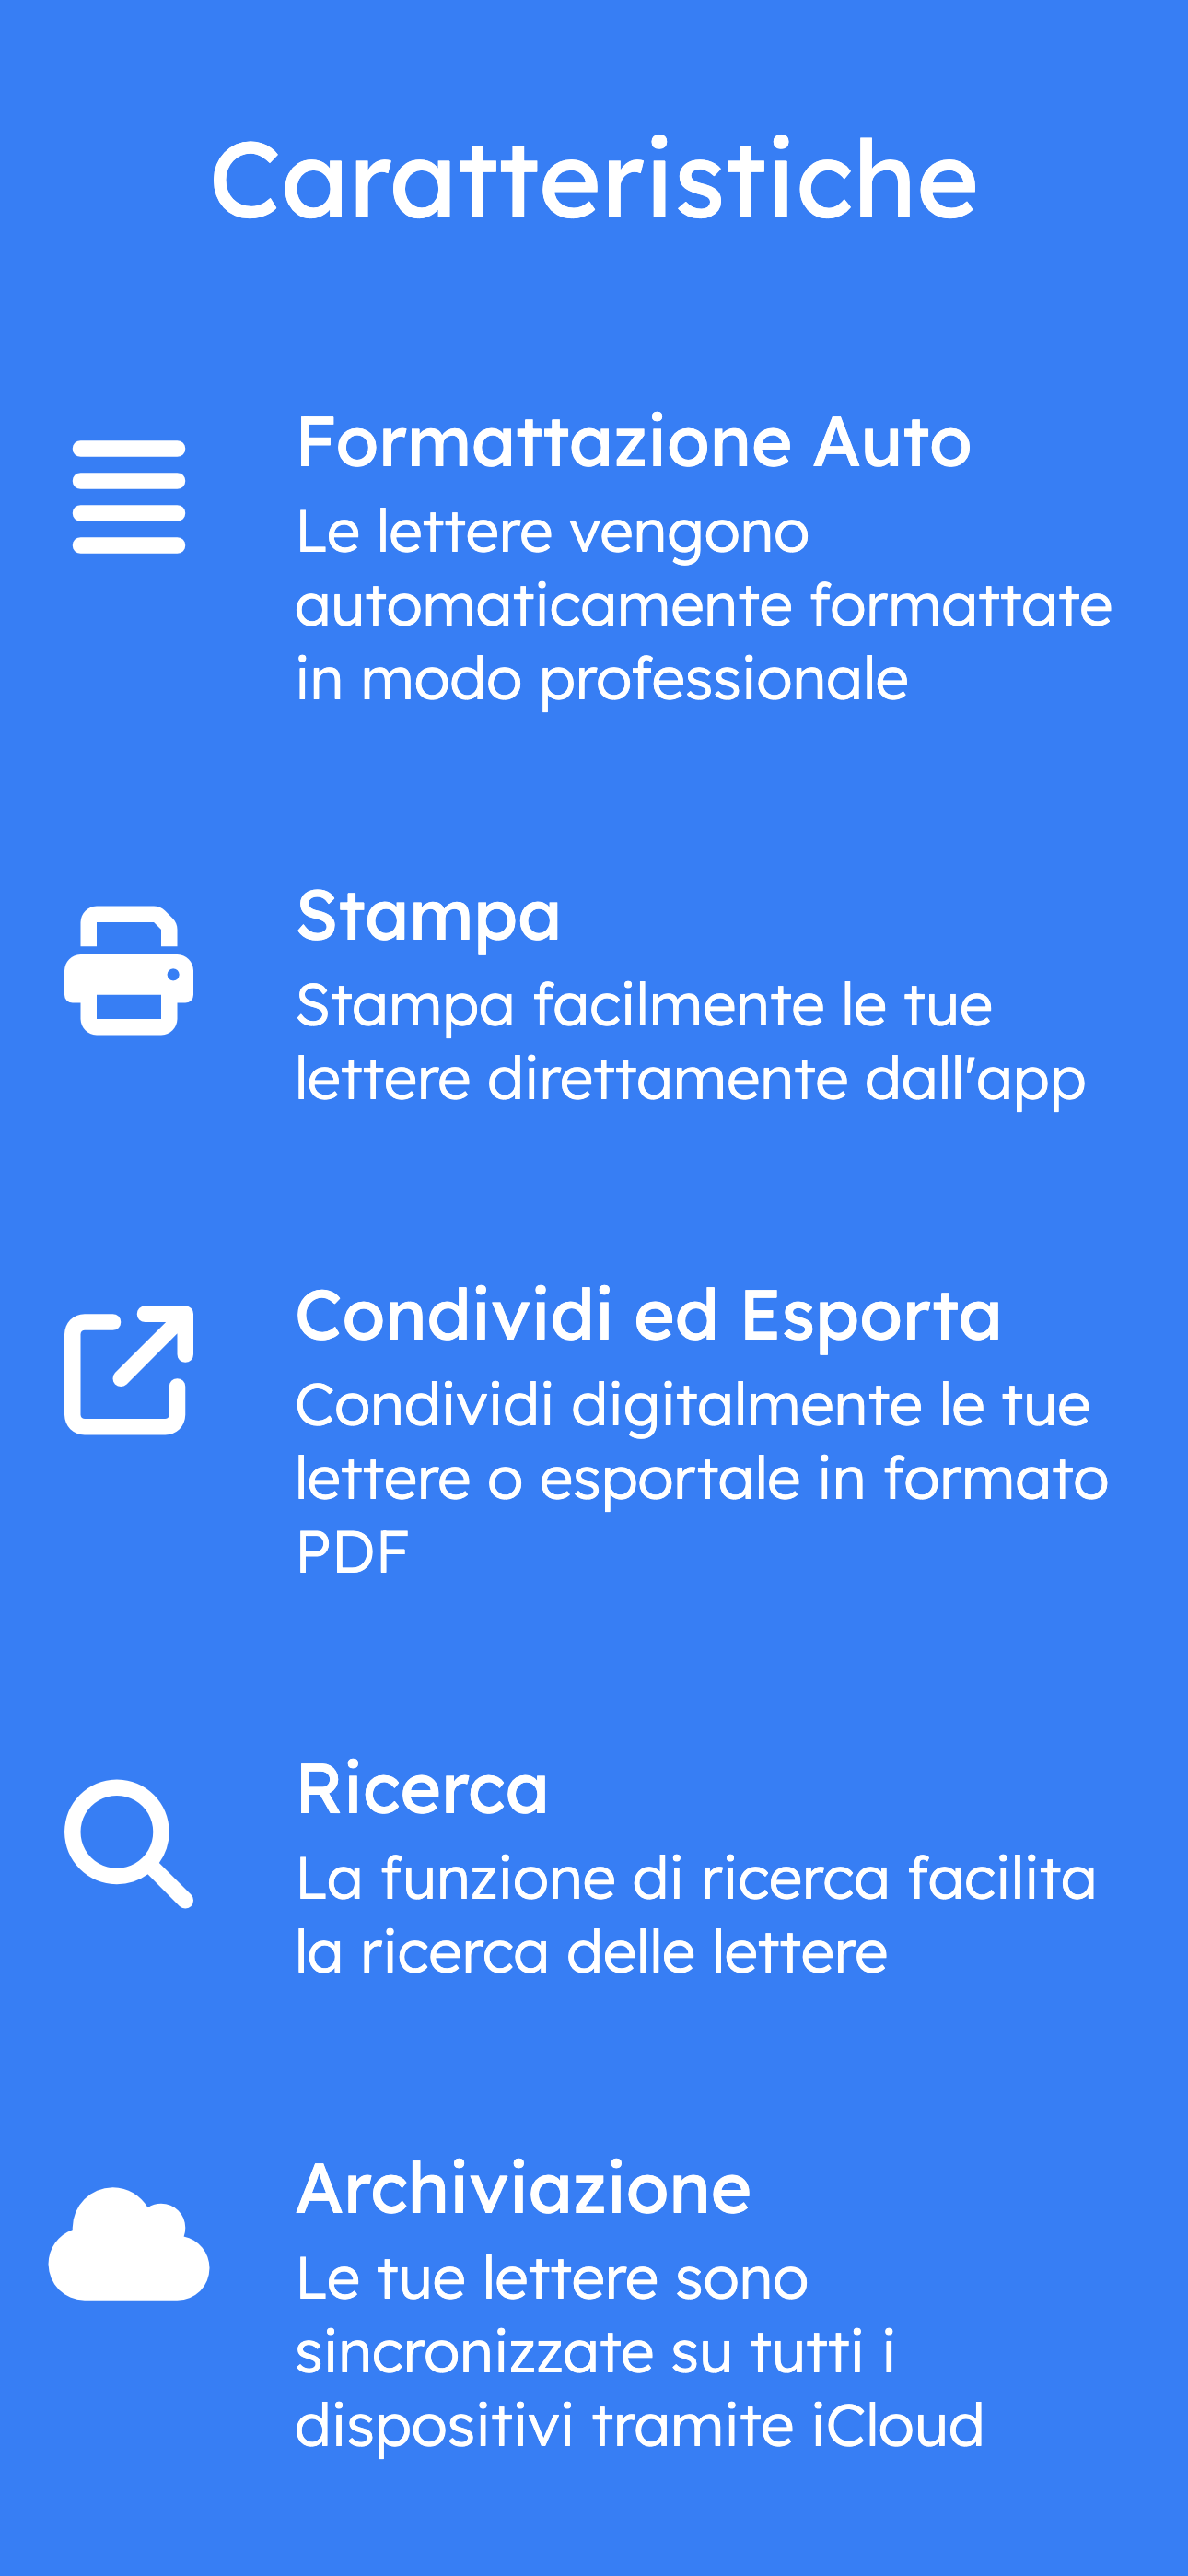 Caratteristiche
Formattazione Auto
Le lettere vengono
automaticamente formattate
in modo professionale
Stampa
Stampa facilmente le tue
lettere direttamente dall'app
Condividi ed Esporta
Condividi digitalmente le tue
lettere o esportale in formato
PDF
Ricerca
La funzione di ricerca facilita
la ricerca delle lettere
Archiviazione
Le tue lettere sono
sincronizzate su tutti i
dispositivi tramite iCloud